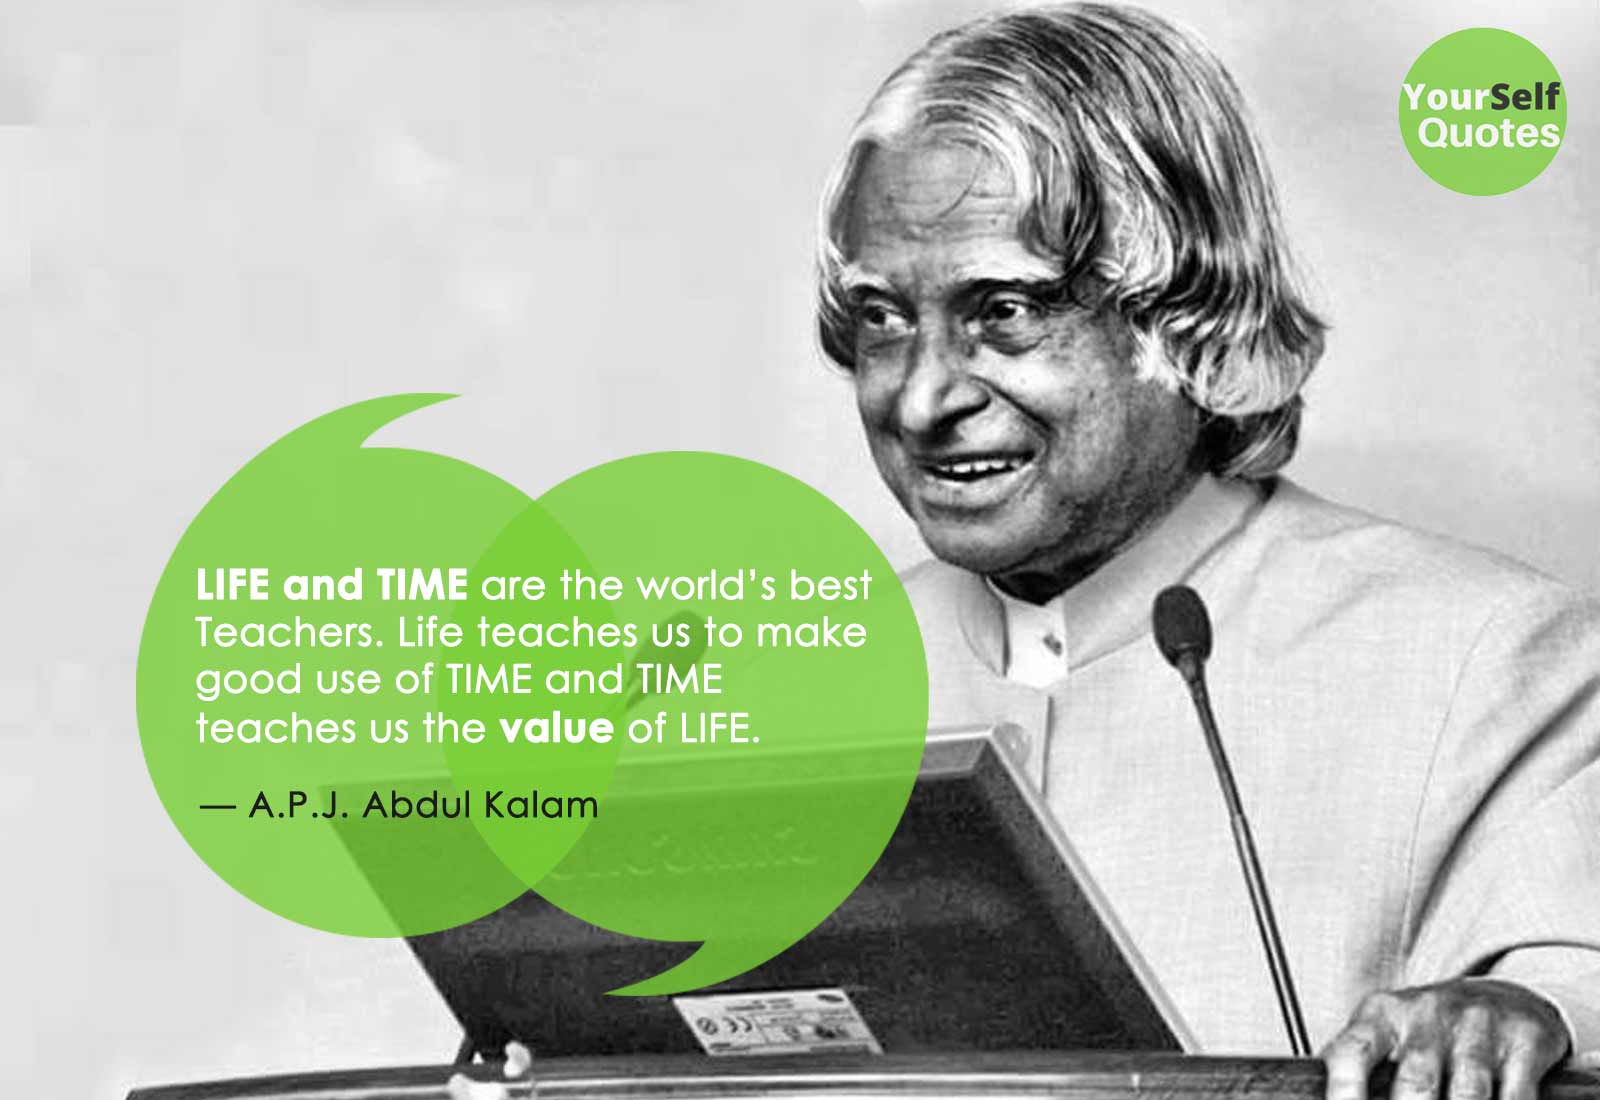 YourSelf
Quotes
LIFE and TIME are the world’s best
Teachers. Life teaches us to make
good use of TIME and TIME
teaches us the value of LIFE.
— A.P.J. Abdul Kalam